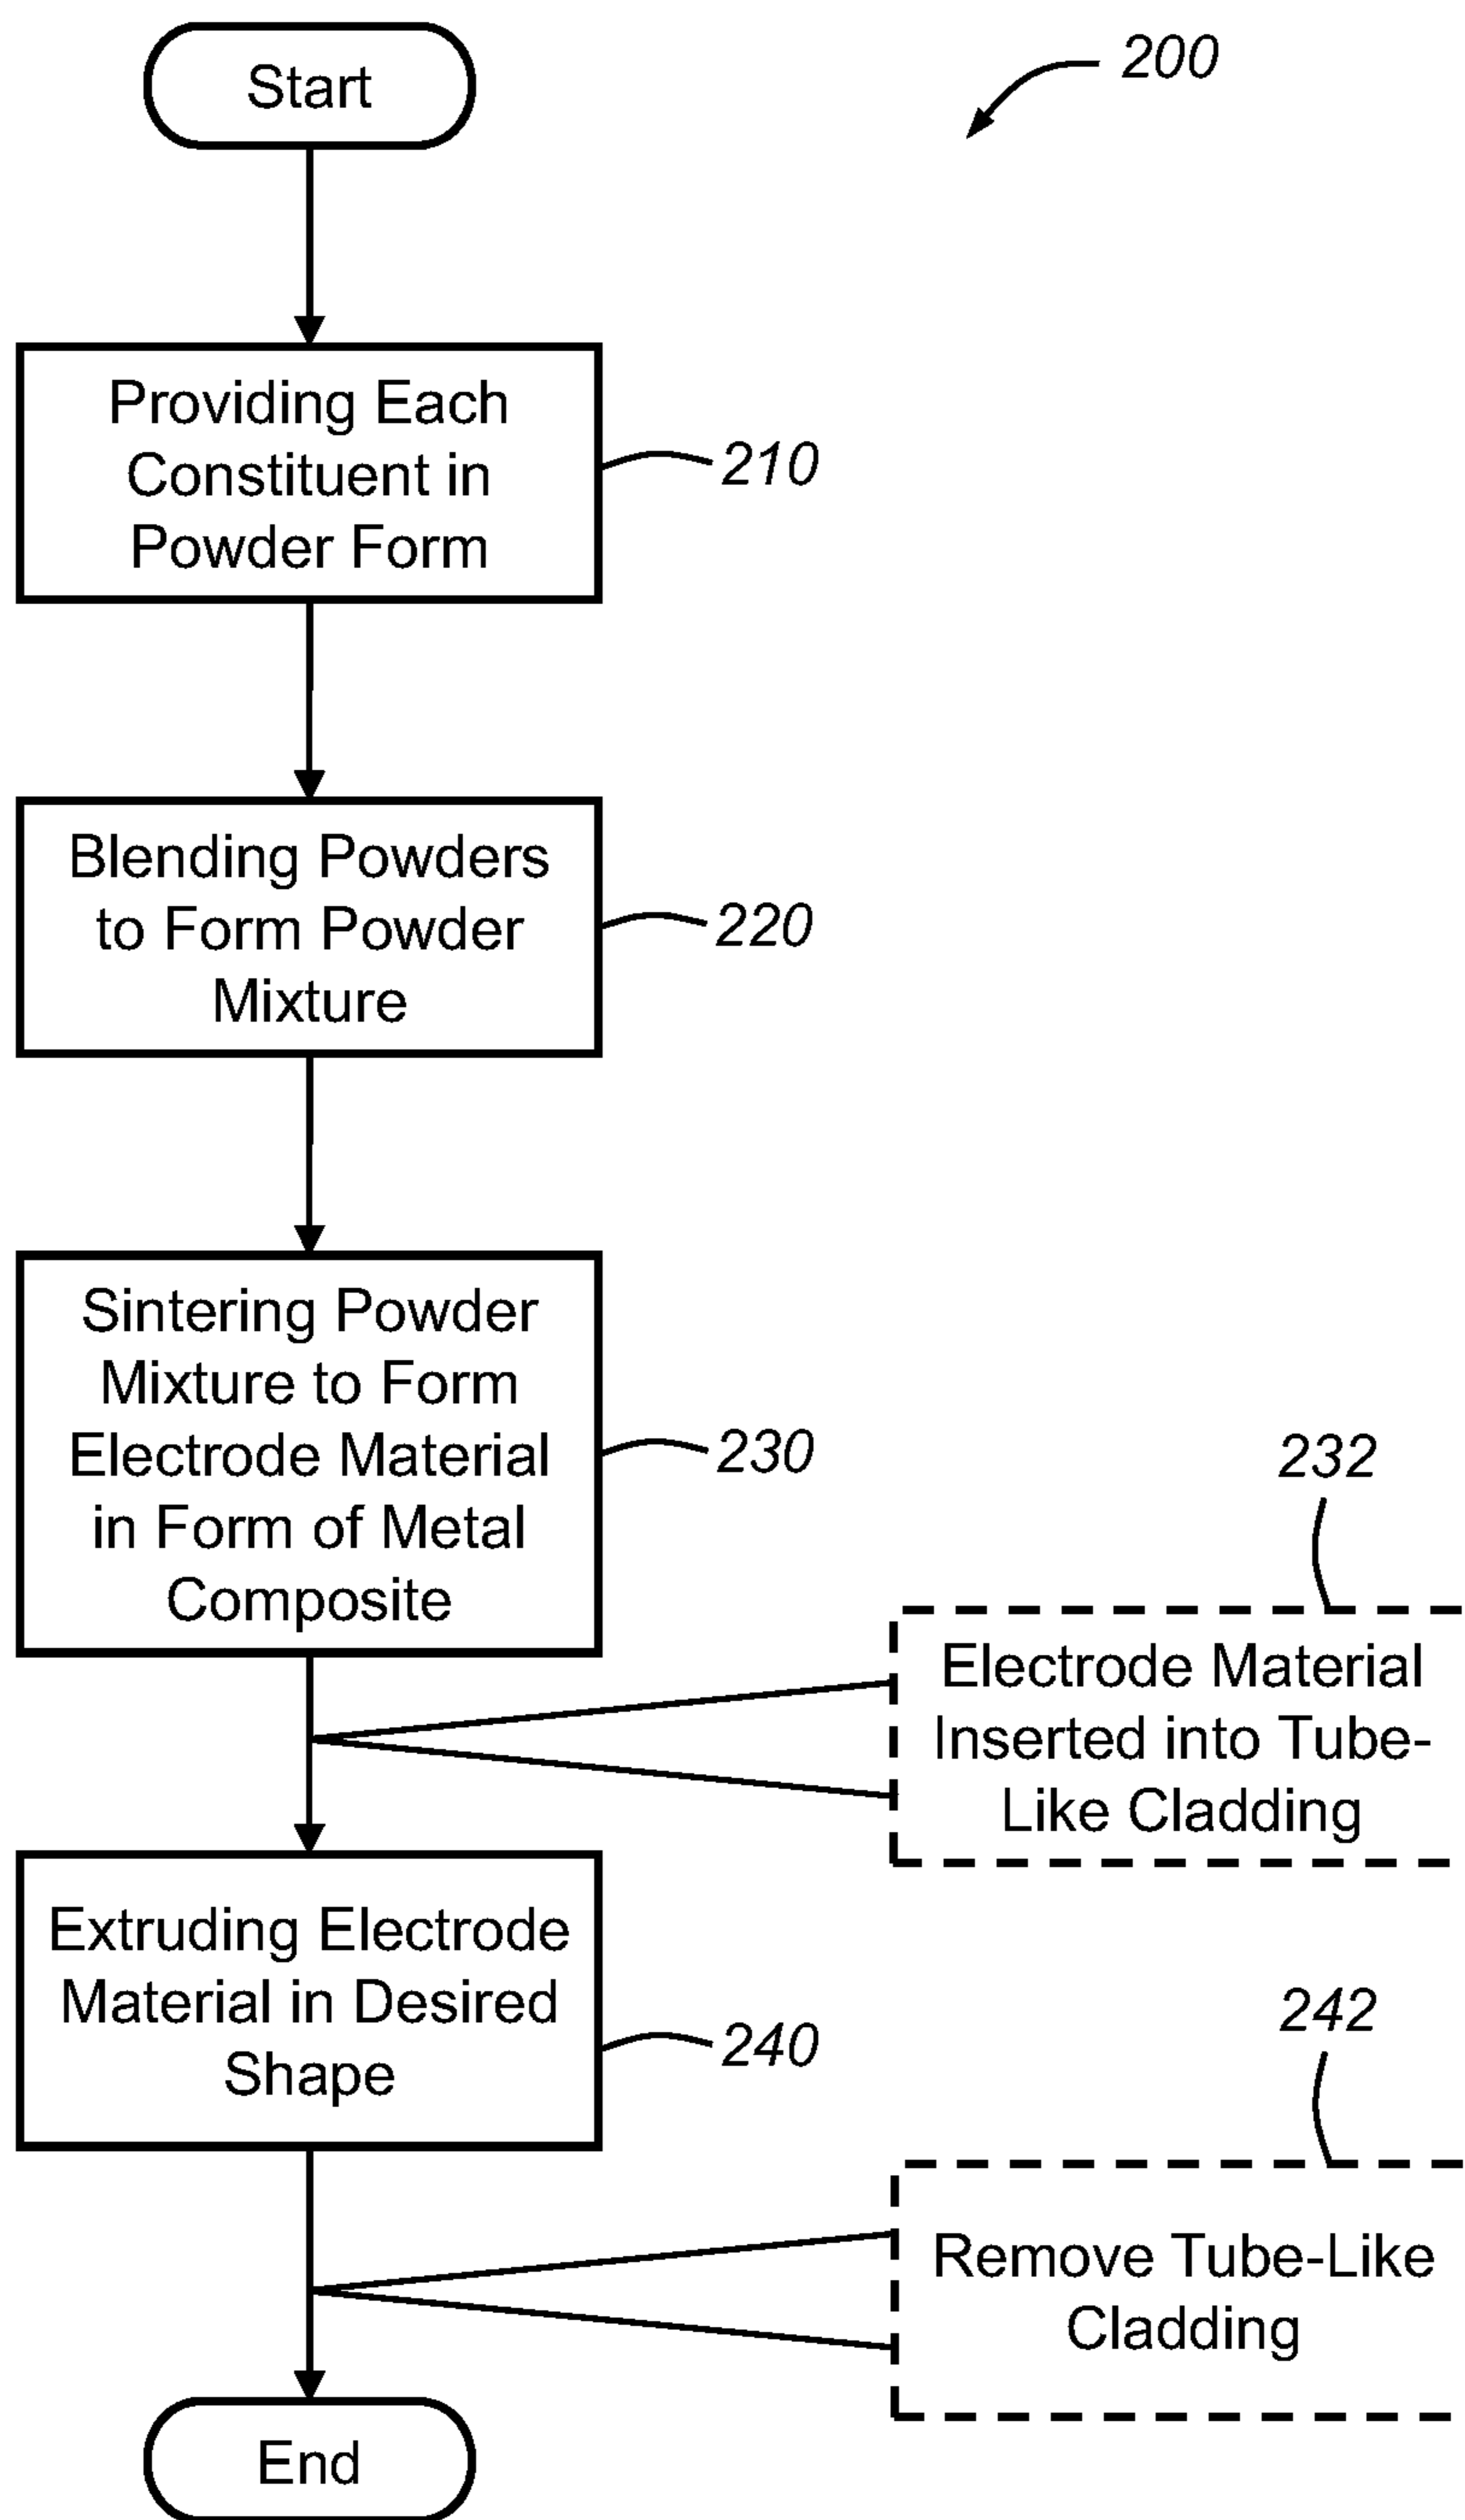 Start
200
Providing Each
Constituent in
Powder Form
210
Blending Powders
to Form Powder
Mixture
220
Sintering Powder
Mixture to Form
Electrode Material
in Form of Metal
Composite
230
232
Electrode Material
Inserted into Tube-
Like Cladding
Extruding Electrode
Material in Desired
Shape
240
242
Remove Tube-Like
Cladding
End